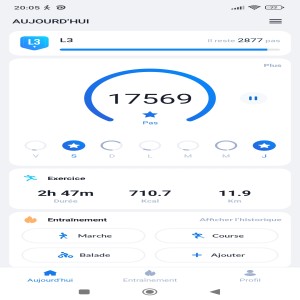 20:05
AUJOURD'HUI
L3 L3 Il reste 2877 pas
Plus
17569
Pas
V S D L M M J
Exercice
2h 47m 710.7 11.9
Durée Kcal Km
Entraînement Afficher l'historique
Marche Course
Balade Ajouter
Aujourd'hui Entraînement Profil